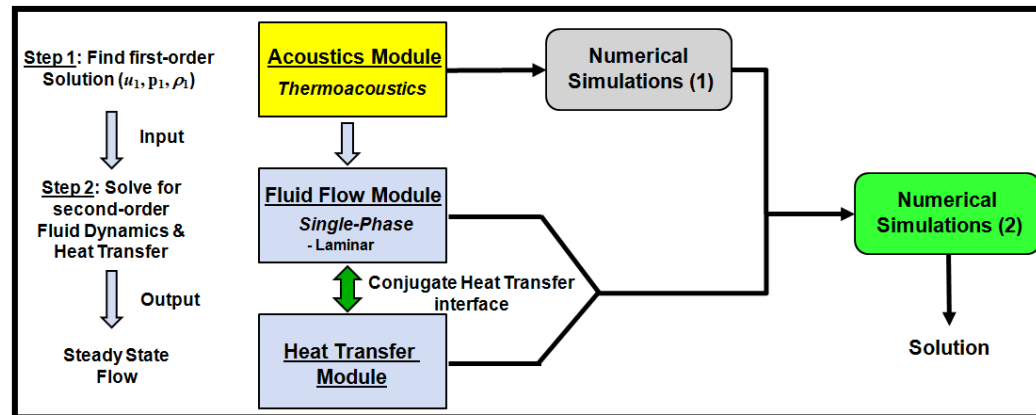 Step 1: Find first-order
Solution (u₁, p₁, ρ₁)
Input
Step 2: Solve for
second-order
Fluid Dynamics &
Heat Transfer
Output
Steady State
Flow
Acoustics Module
Thermoacoustics
Fluid Flow Module
Single-Phase
- Laminar
Conjugate Heat Transfer
interface
Heat Transfer
Module
Numerical
Simulations (1)
Numerical
Simulations (2)
Solution